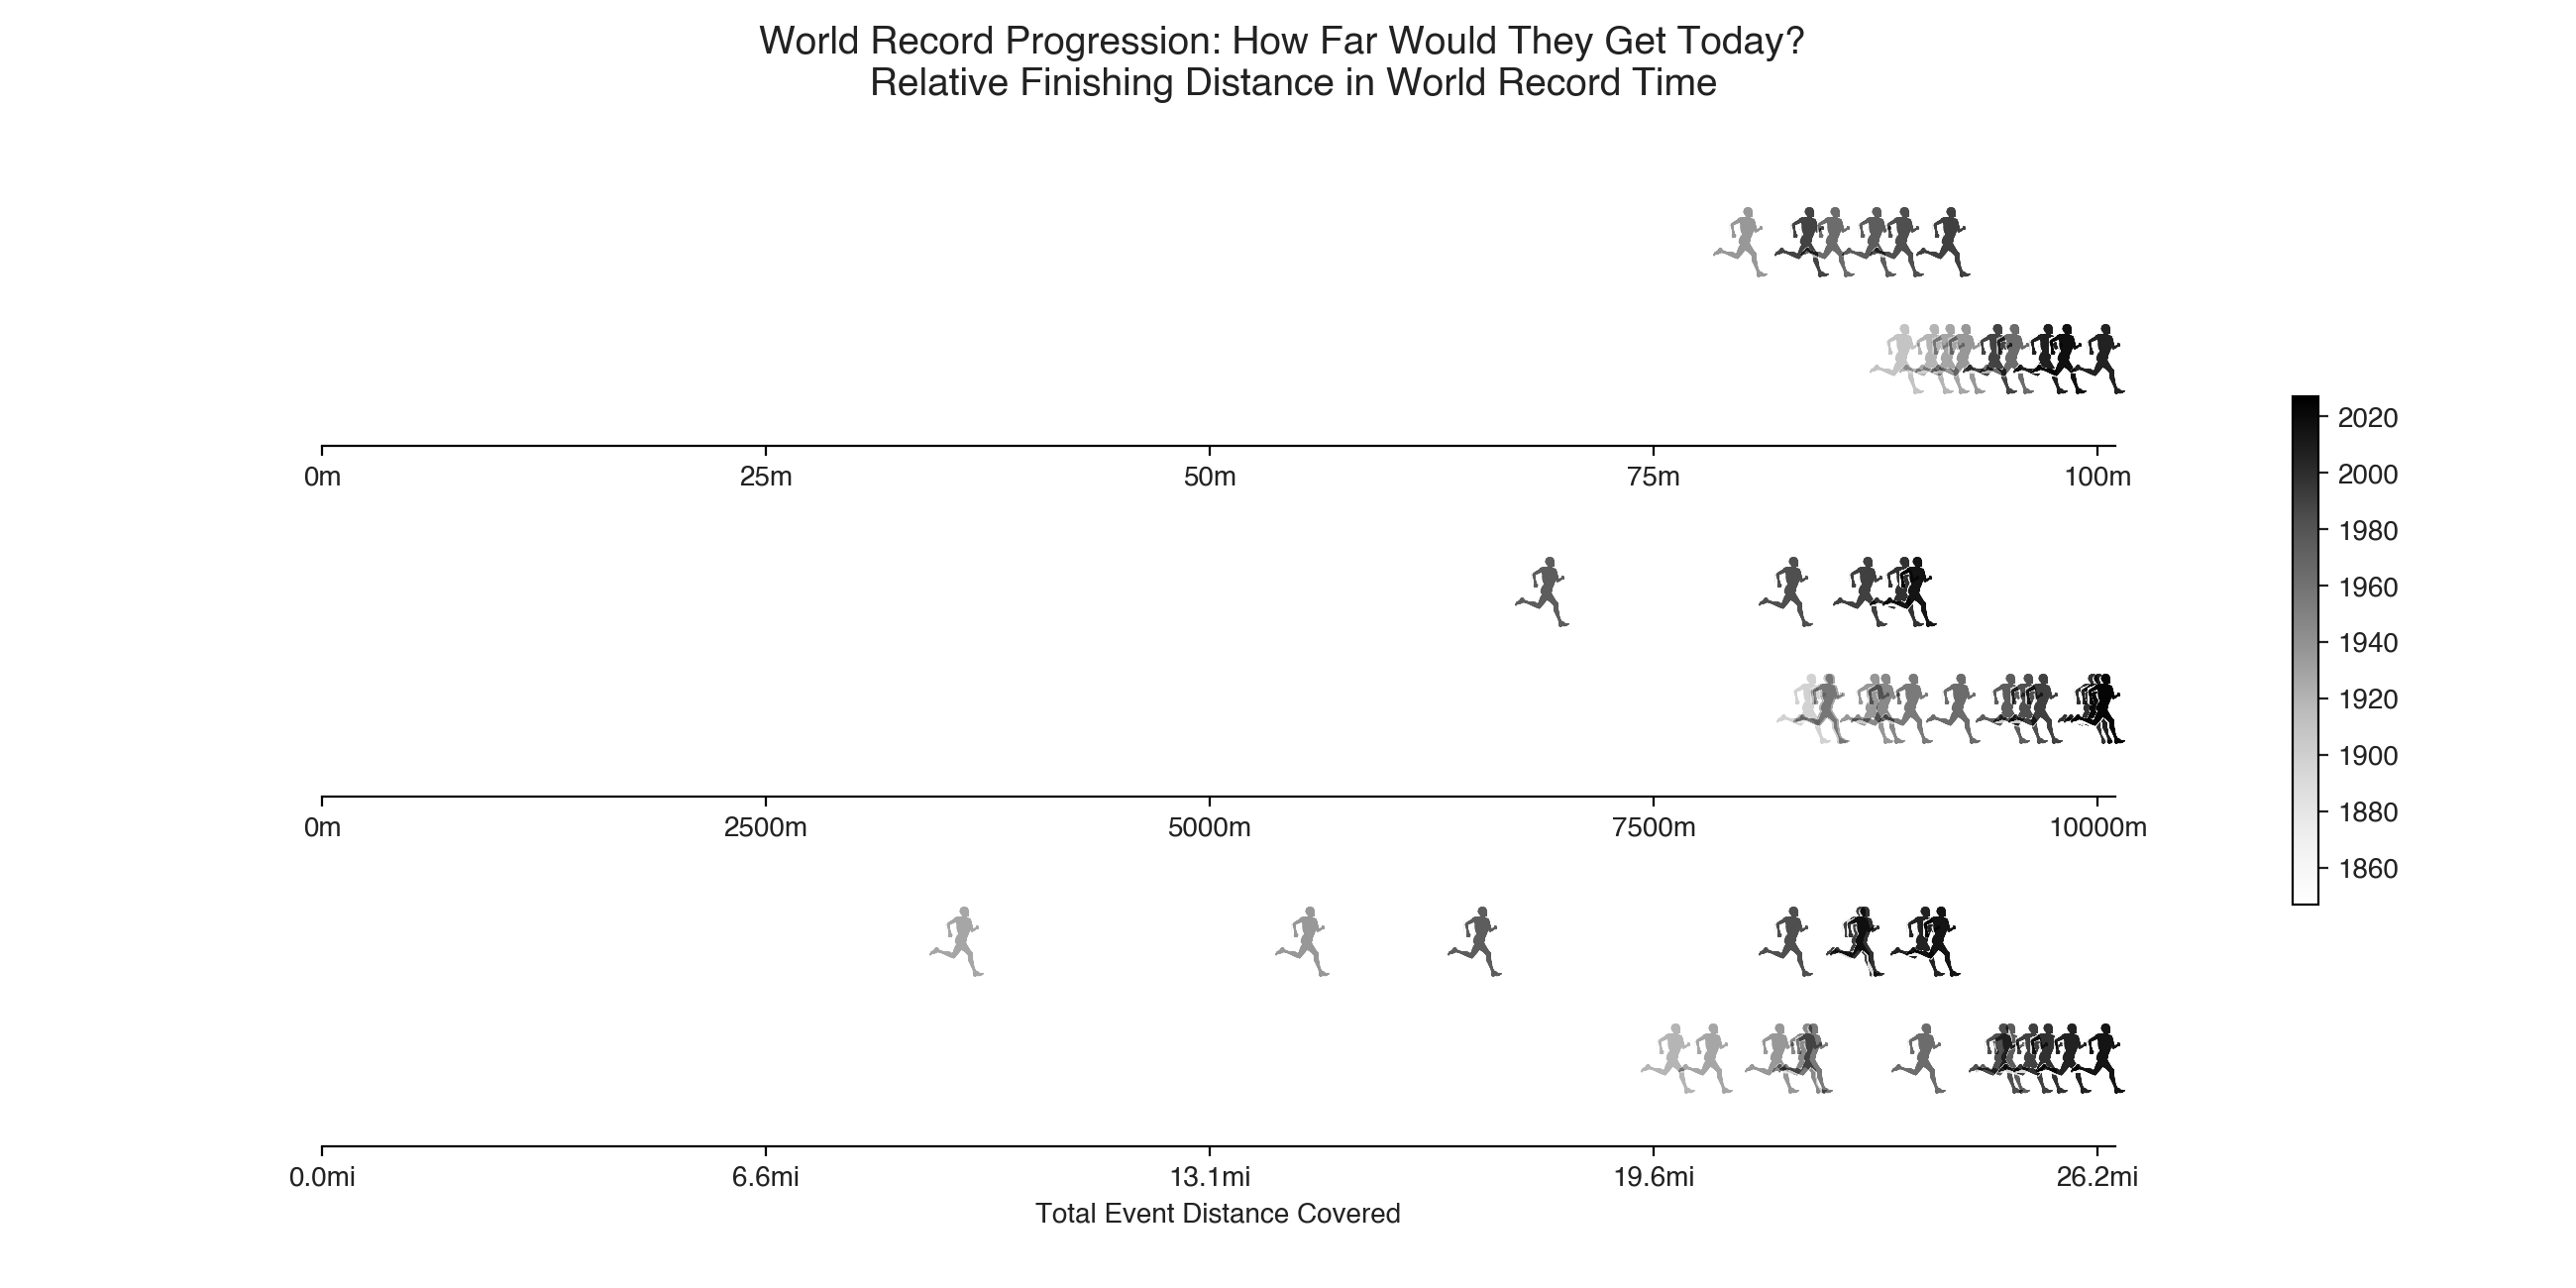 World Record Progression: How Far Would They Get Today?
Relative Finishing Distance in World Record Time
0m 25m 50m 75m 100m
0m 2500m 5000m 7500m 10000m
0.0mi 6.6mi 13.1mi 19.6mi 26.2mi
Total Event Distance Covered
2020
2000
1980
1960
1940
1920
1900
1880
1860